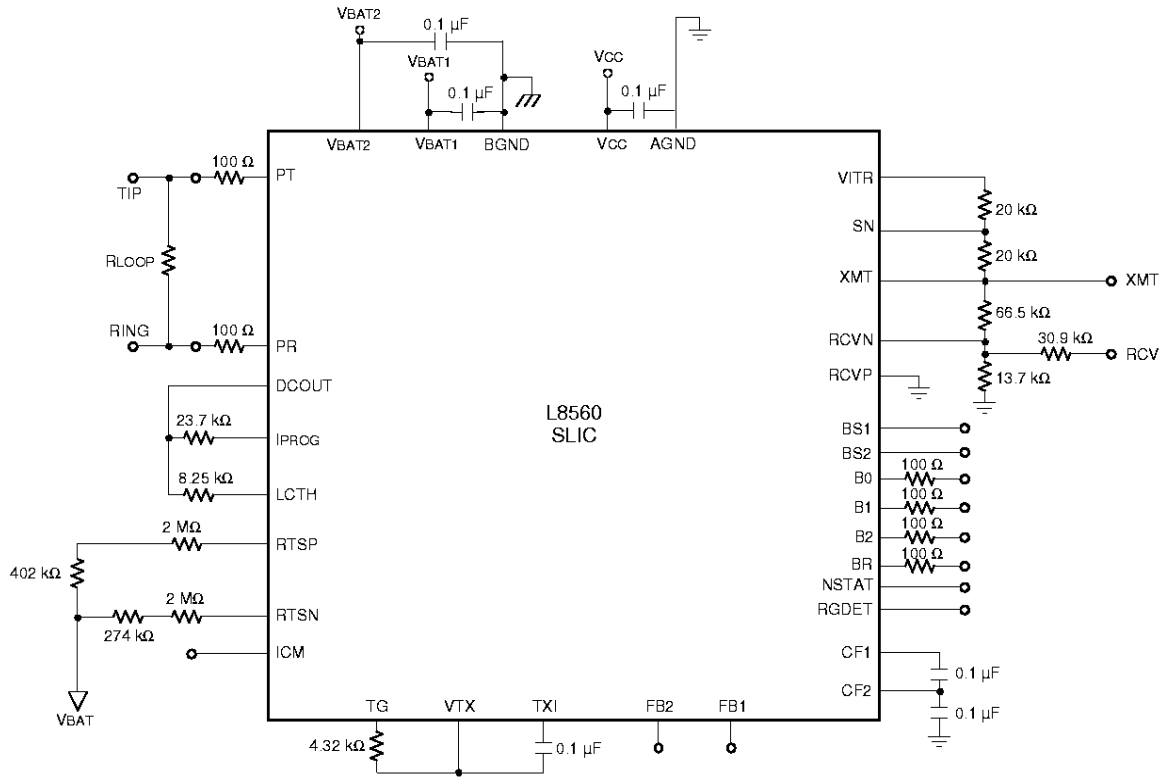 VBAT2
0.1 µF
VBAT1
0.1 µF
VCC
0.1 µF
VBAT2
VBAT1
BGND
VCC
AGND
100 Ω
PT
TIP
RLOOP
RING
100 Ω
PR
DCOUT
23.7 kΩ
IPROG
8.25 kΩ
LCTH
2 MΩ
RTSP
402 kΩ
2 MΩ
RTSN
274 kΩ
ICM
VBAT
L8560
SLIC
VITR
20 kΩ
SN
20 kΩ
XMT
XMT
66.5 kΩ
RCVN
30.9 kΩ
RCV
RCVP
13.7 kΩ
BS1
BS2
100 Ω
B0
100 Ω
B1
100 Ω
B2
100 Ω
BR
NSTAT
RGDET
CF1
0.1 µF
CF2
0.1 µF
TG
VTX
TXI
FB2
FB1
4.32 kΩ
0.1 µF